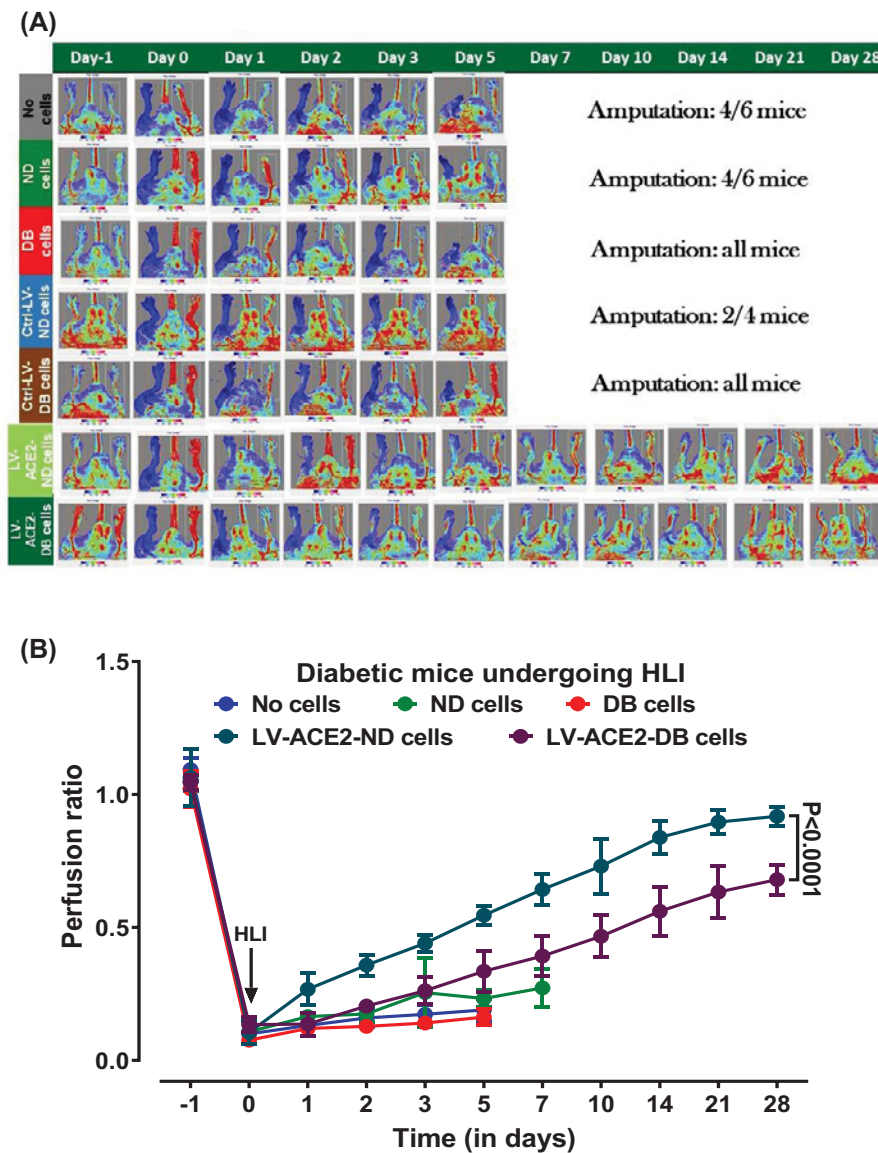 (A)
Day-1 Day 0 Day 1 Day 2 Day 3 Day 5 Day 7 Day 10 Day 14 Day 21 Day 28
No cells
Amputation: 4/6 mice
ND cells
Amputation: 4/6 mice
DB cells
Amputation: all mice
Ctrl-LV-ND cells
Amputation: 2/4 mice
Ctrl-LV-DB cells
Amputation: all mice
LV-ACE2-ND cells
LV-ACE2-DB cells
(B)
Diabetic mice undergoing HLI
No cells ND cells DB cells
LV-ACE2-ND cells LV-ACE2-DB cells
Perfusion ratio
1.5
1.0
0.5
0.0
HLI
P<0.0001
-1 0 1 2 3 5 7 10 14 21 28
Time (in days)